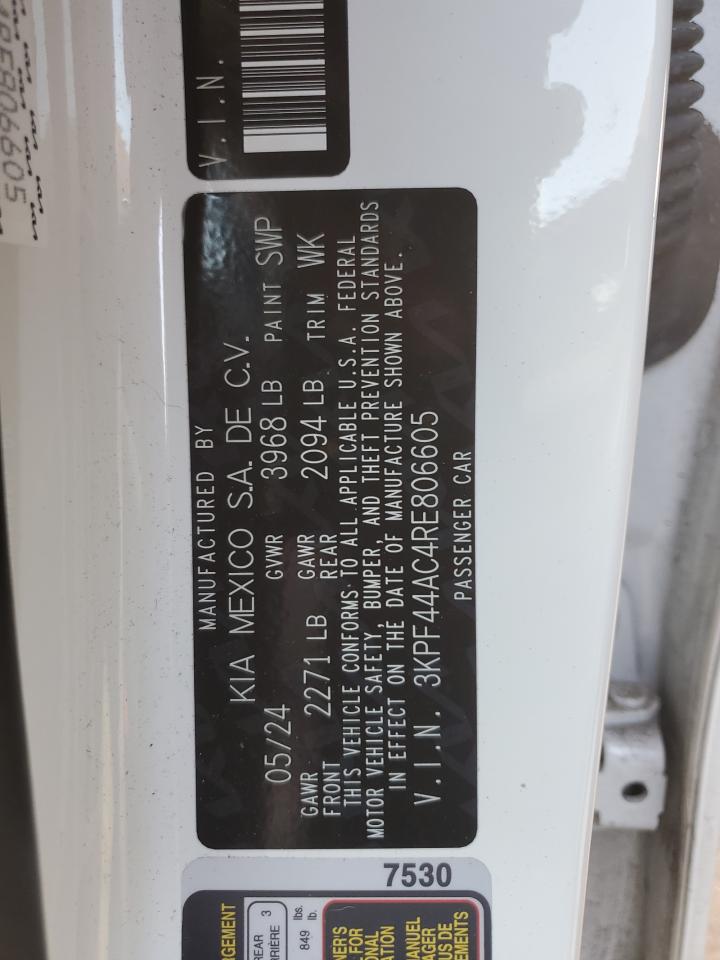 V.I.N.
MANUFACTURED BY
KIA MEXICO S.A. DE C.V.
05/24 GVWR 3968 LB PAINT SWP
GAWR FRONT 2271 LB GAWR REAR 2094 LB TRIM WK
THIS VEHICLE CONFORMS TO ALL APPLICABLE U.S.A. FEDERAL
MOTOR VEHICLE SAFETY, BUMPER, AND THEFT PREVENTION STANDARDS
IN EFFECT ON THE DATE OF MANUFACTURE SHOWN ABOVE.
V.I.N. 3KPF44AC4RE806605
PASSENGER CAR
7530
REAR 3
849 lbs.